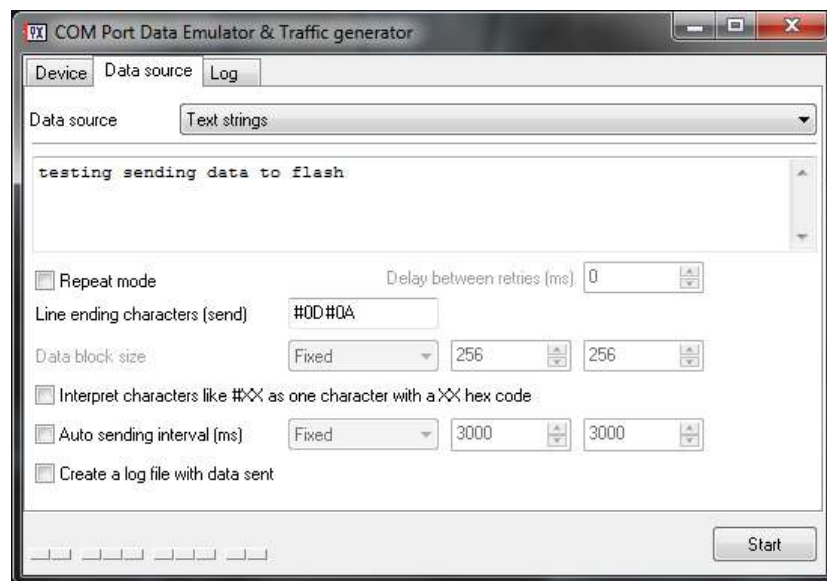 COM Port Data Emulator & Traffic generator
Device Data source Log
Data source Text strings
testing sending data to flash
Repeat mode Delay between retries (ms) 0
Line ending characters (send) #0D#0A
Data block size Fixed 256 256
Interpret characters like #XX as one character with a XX hex code
Auto sending interval (ms) Fixed 3000 3000
Create a log file with data sent
Start